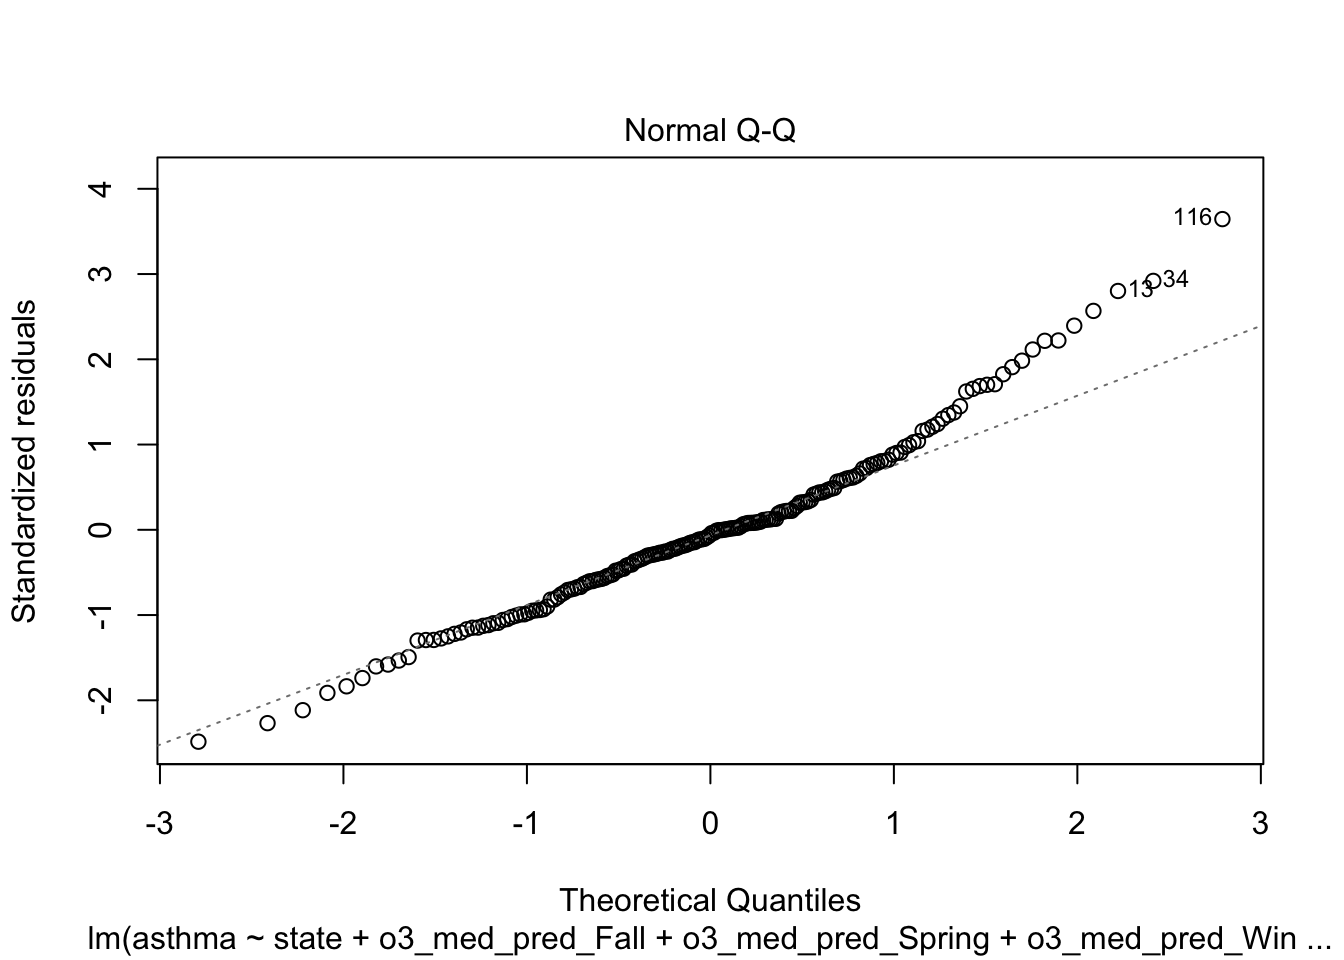 Normal Q-Q
Standardized residuals
4
3
2
1
0
-1
-2
116
34
13
-3 -2 -1 0 1 2 3
Theoretical Quantiles
lm(asthma ~ state + o3_med_pred_Fall + o3_med_pred_Spring + o3_med_pred_Win ...